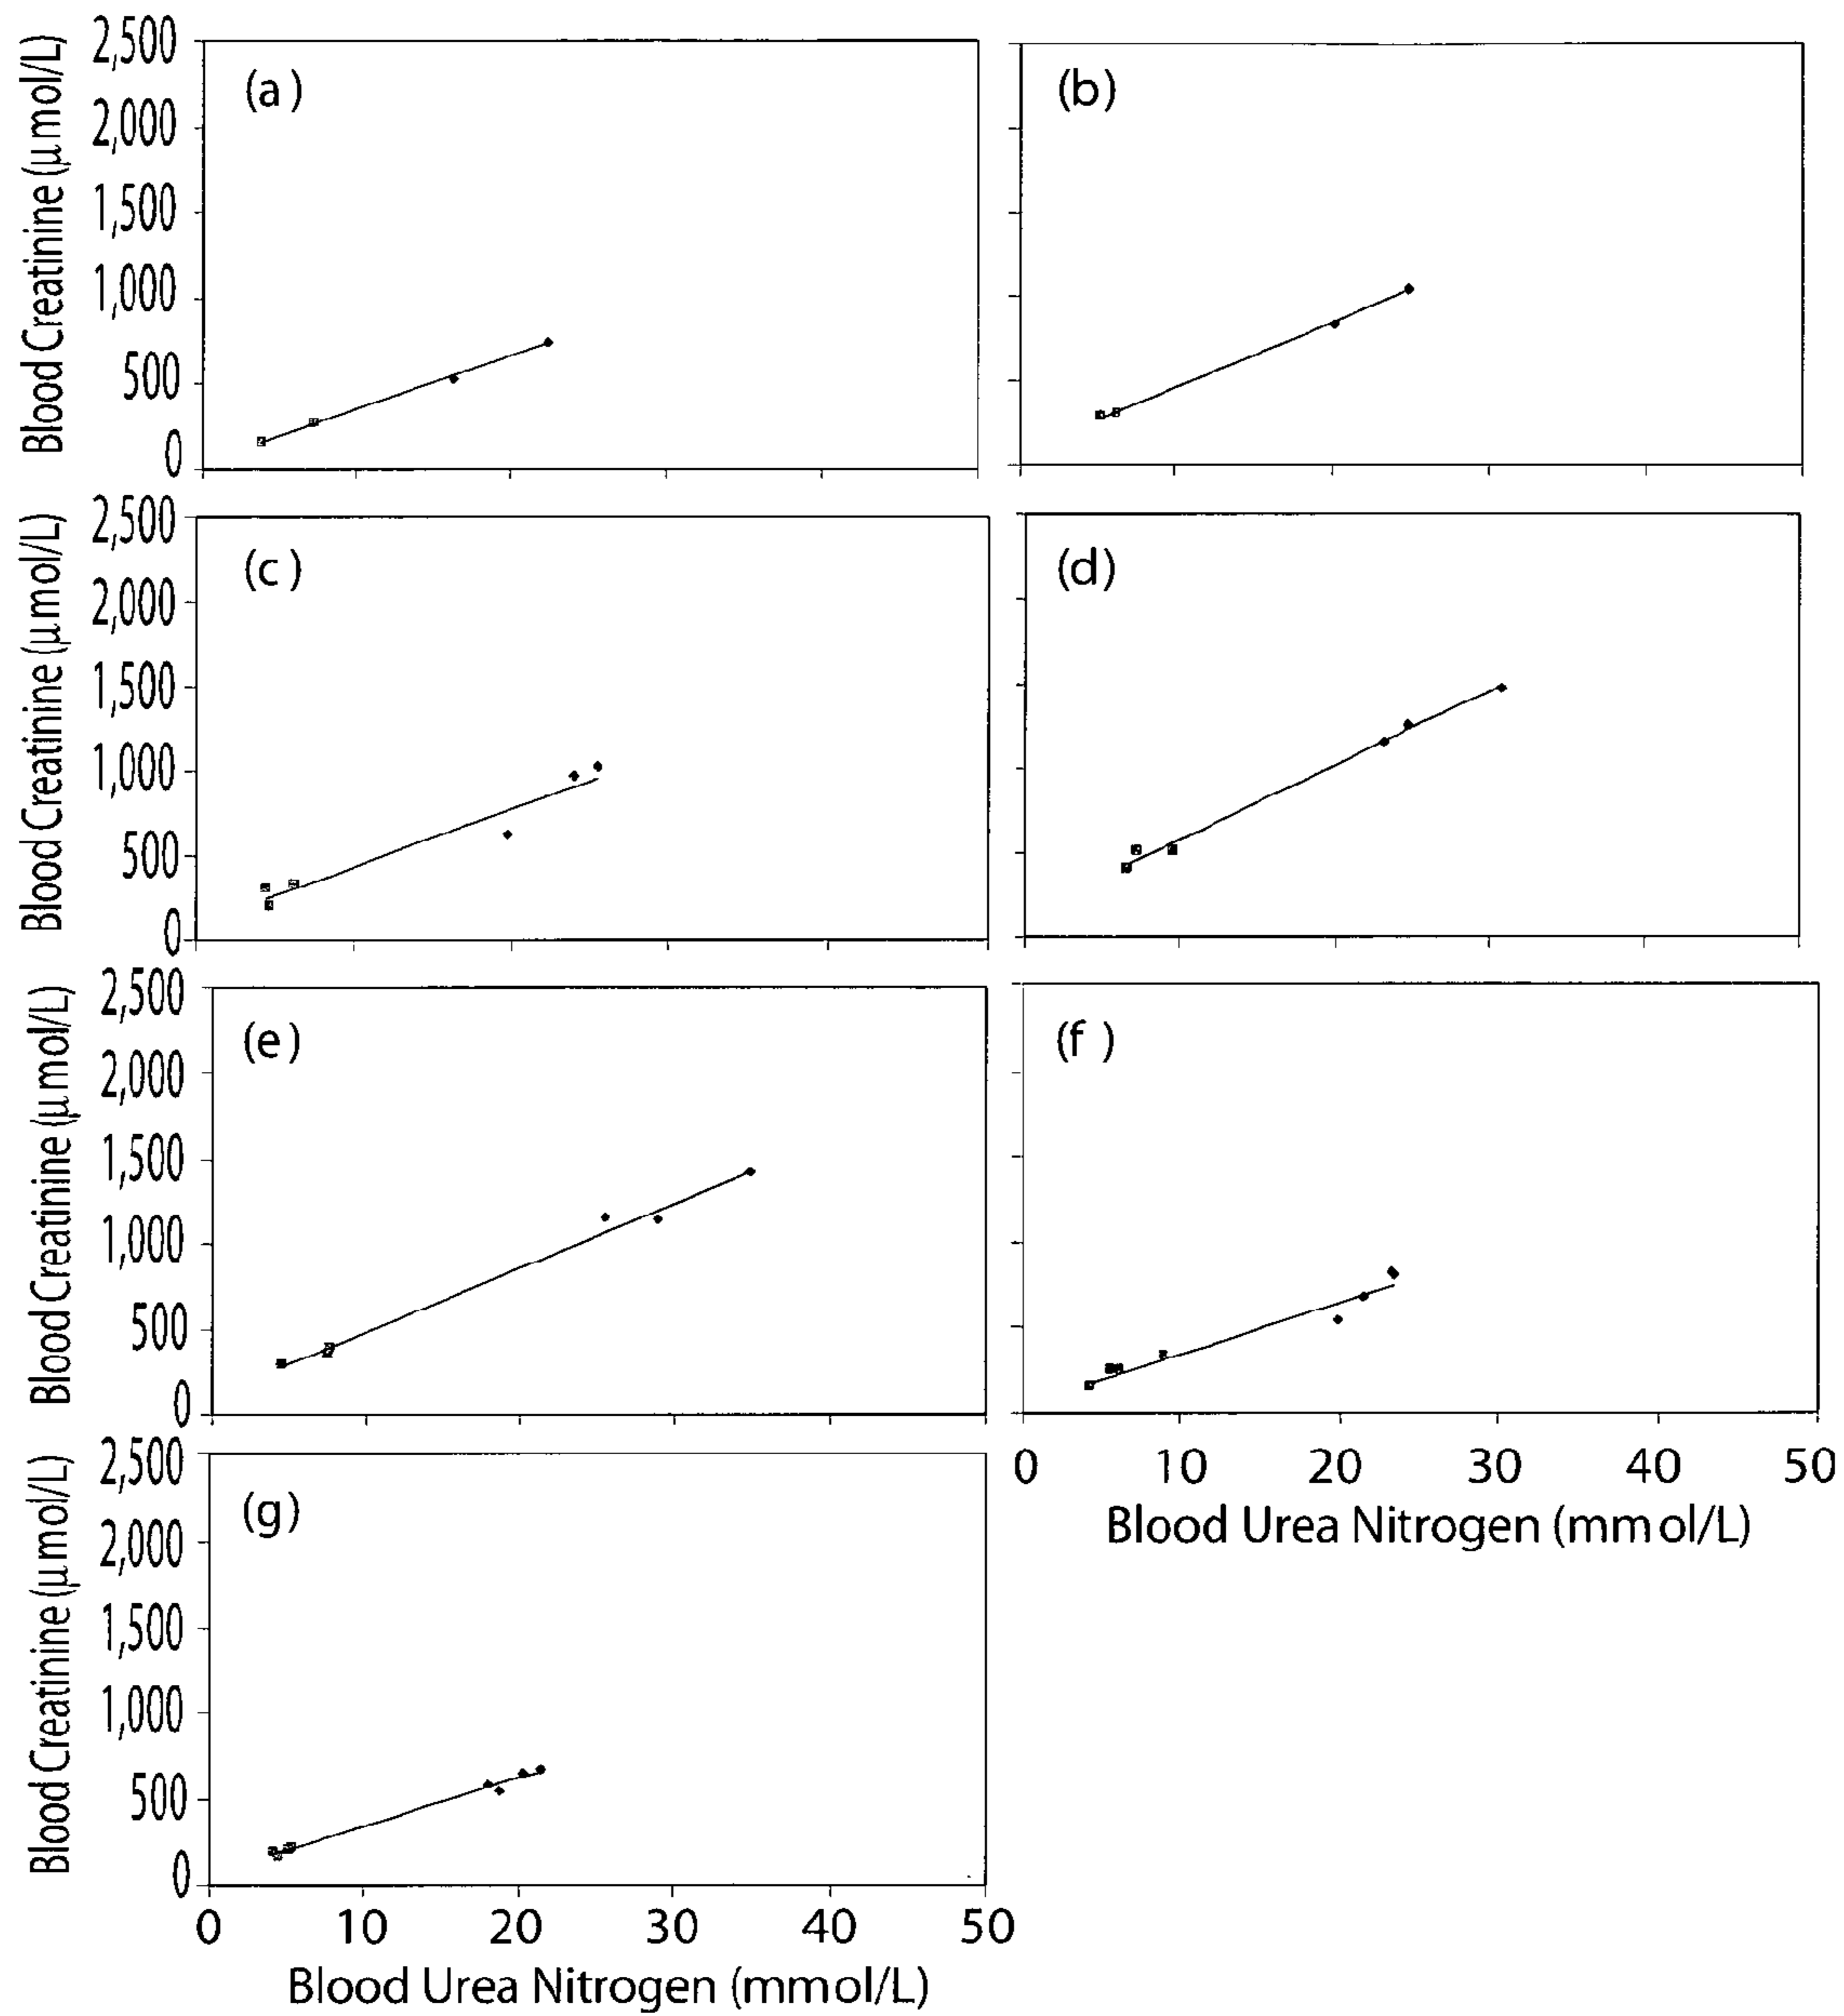 2,500
2,000
1,500
1,000
500
0
Blood Creatinine (μmol/L)
(a)
(b)
2,500
2,000
1,500
1,000
500
0
Blood Creatinine (μmol/L)
(c)
(d)
2,500
2,000
1,500
1,000
500
0
Blood Creatinine (μmol/L)
(e)
(f)
0 10 20 30 40 50
Blood Urea Nitrogen (mmol/L)
2,500
2,000
1,500
1,000
500
0
Blood Creatinine (μmol/L)
(g)
0 10 20 30 40 50
Blood Urea Nitrogen (mmol/L)